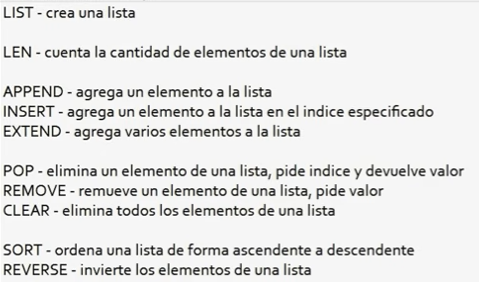 LIST - crea una lista
LEN - cuenta la cantidad de elementos de una lista
APPEND - agrega un elemento a la lista
INSERT - agrega un elemento a la lista en el indice especificado
EXTEND - agrega varios elementos a la lista
POP - elimina un elemento de una lista, pide indice y devuelve valor
REMOVE - remueve un elemento de una lista, pide valor
CLEAR - elimina todos los elementos de una lista
SORT - ordena una lista de forma ascendente a descendente
REVERSE - invierte los elementos de una lista